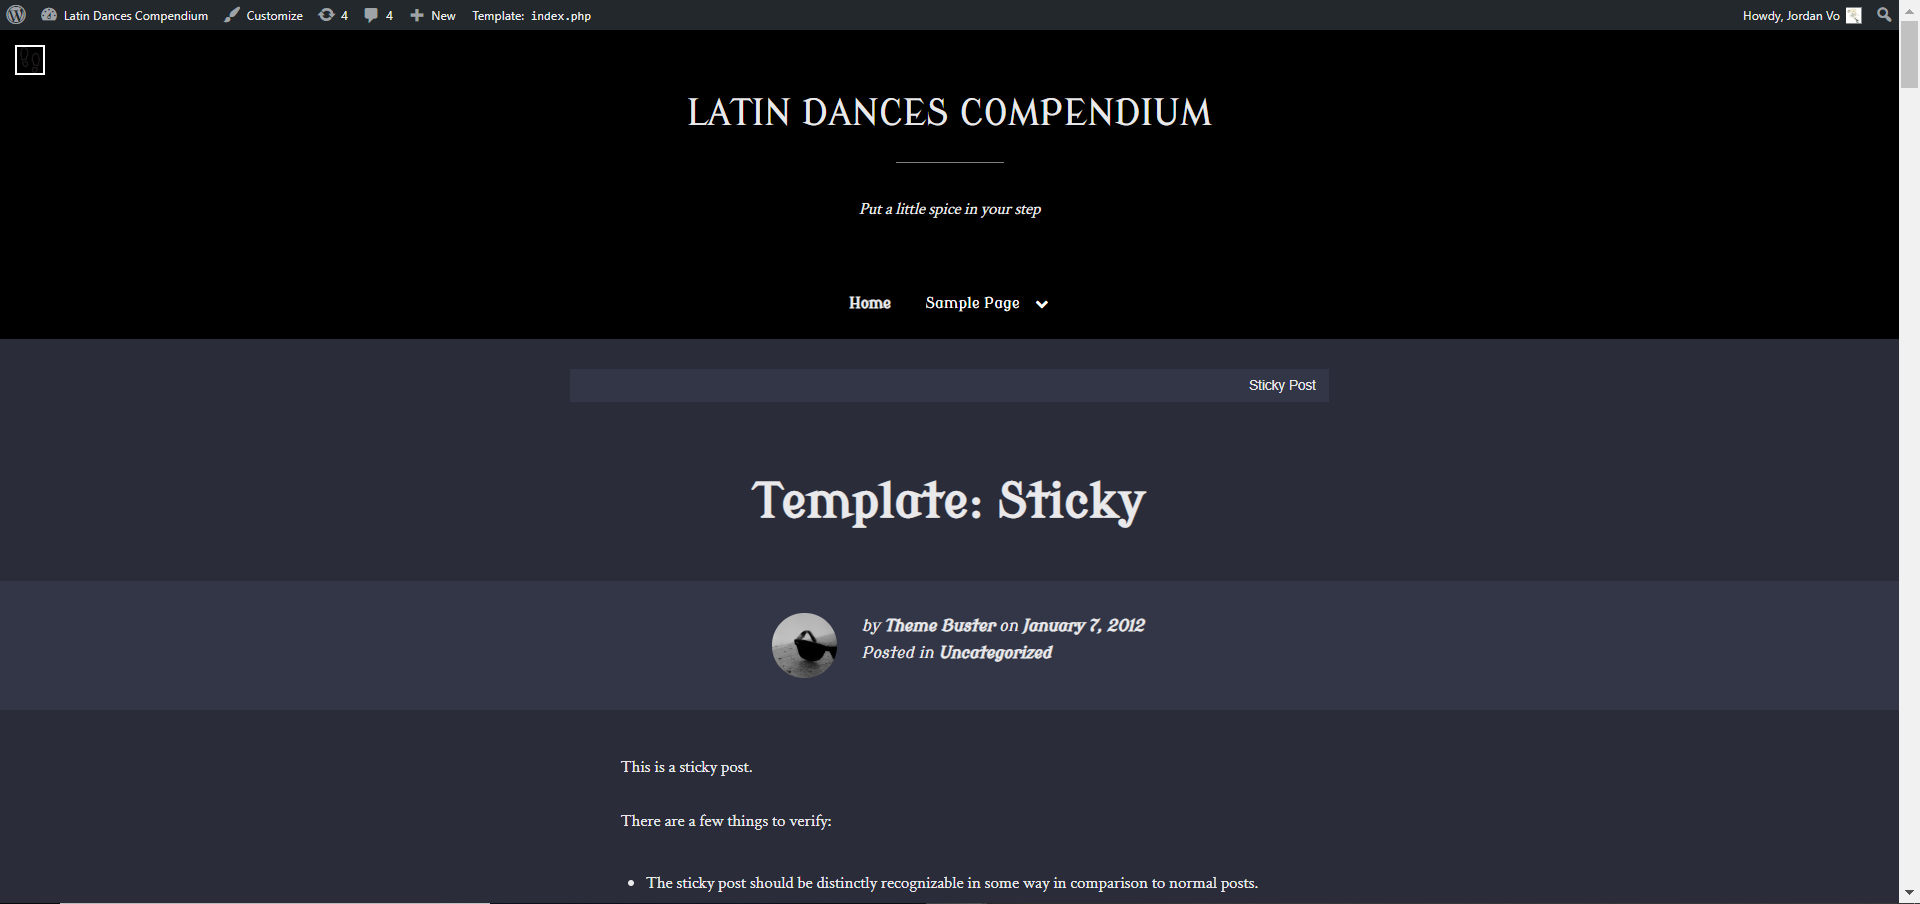 Latin Dances Compendium Customize 4 4 New Template: index.php Howdy, Jordan Vo
LATIN DANCES COMPENDIUM
Put a little spice in your step
Home Sample Page
Sticky Post
Template: Sticky
by Theme Buster on January 7, 2012
Posted in Uncategorized
This is a sticky post.
There are a few things to verify:
• The sticky post should be distinctly recognizable in some way in comparison to normal posts.